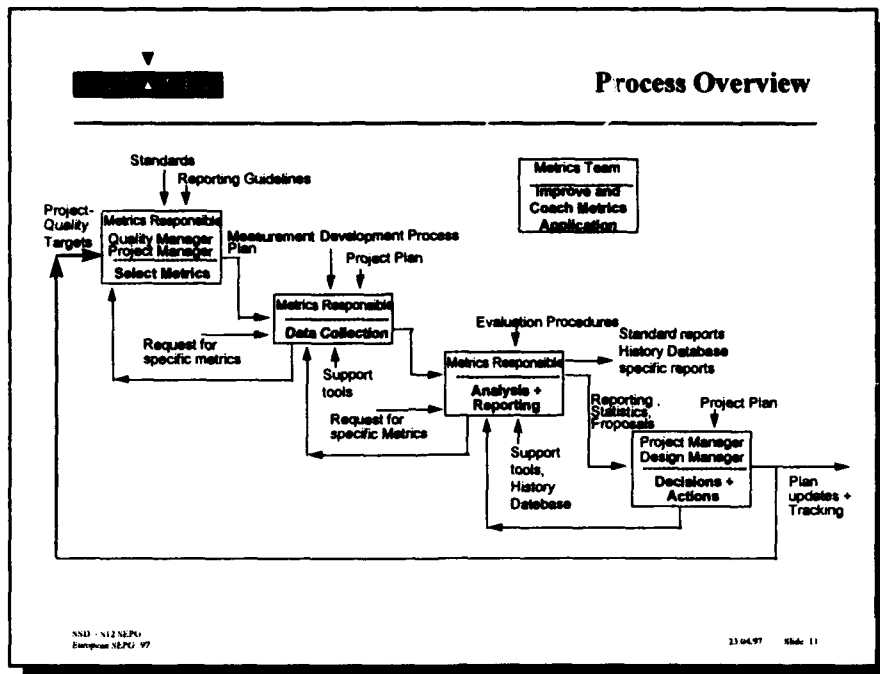 Process Overview
Standards
Reporting Guidelines
Project-
Quality
Targets
Metrics Responsible
Quality Manager
Project Manager
Select Metrics
Metrics Team
Improve and
Coach Metrics
Application
Measurement Development Process
Plan
Project Plan
Metrics Responsible
Data Collection
Request for
specific metrics
Support
tools
Evaluation Procedures
Metrics Responsible
Analysis +
Reporting
Standard reports
History Database
specific reports
Request for
specific Metrics
Support
tools,
History
Database
Reporting,
Statistics,
Proposals
Project Plan
Project Manager
Design Manager
Decisions +
Actions
Plan
updates +
Tracking
SSD - S12 SEPG
European SEPG 97
23.04.97 Slide 11